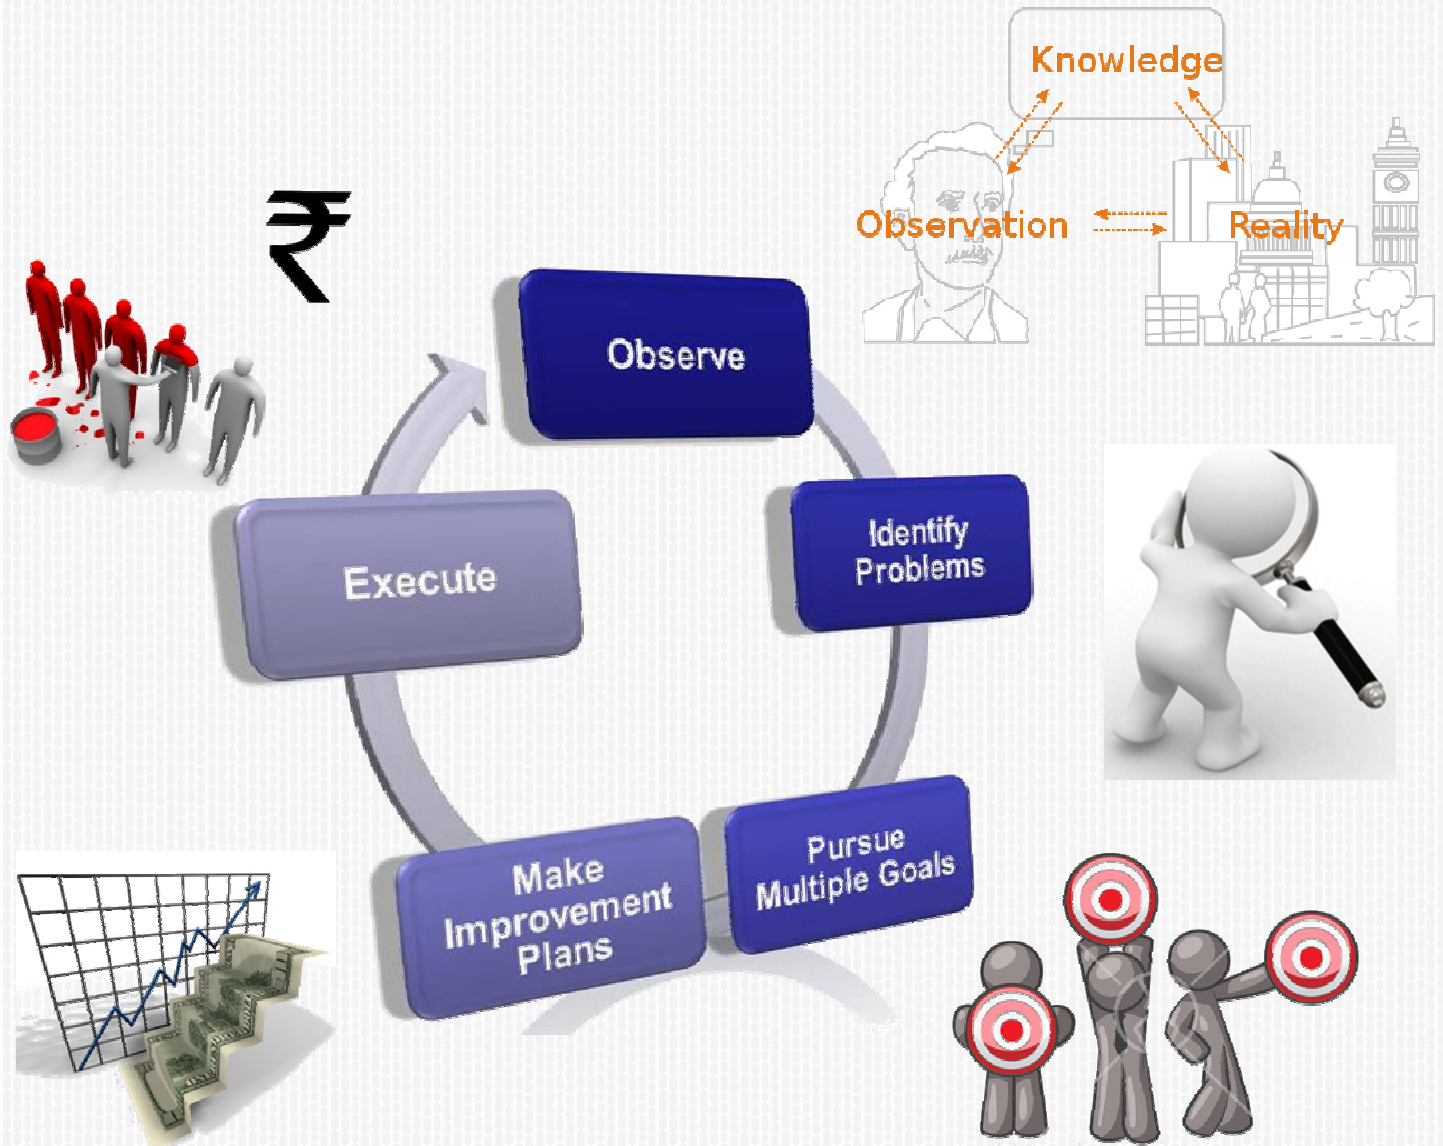 Knowledge
Observation
Reality
₹
Observe
Identify
Problems
Pursue
Multiple Goals
Make
Improvement
Plans
Execute